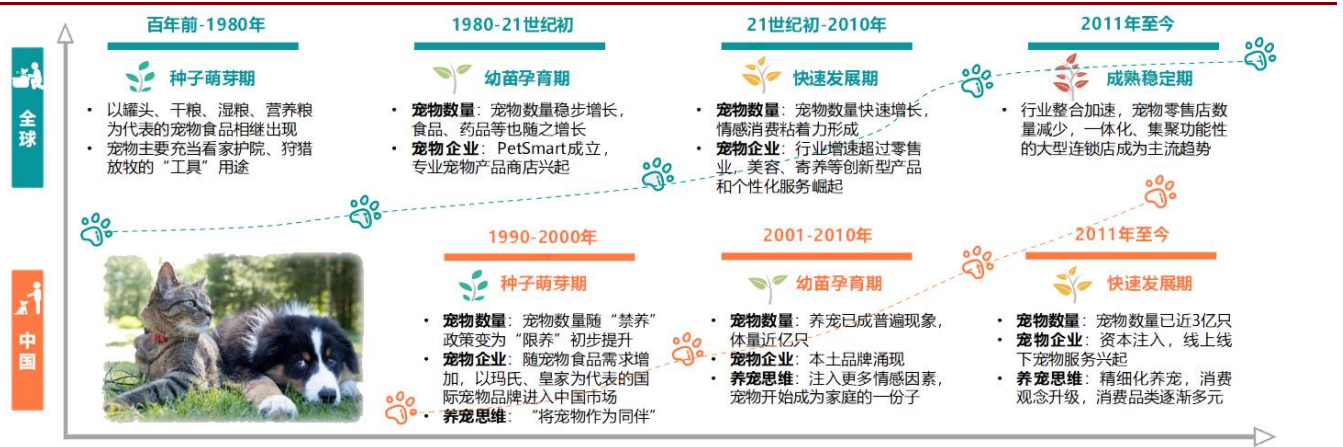 全球
百年前-1980年
种子萌芽期
• 以罐头、干粮、湿粮、营养粮
为代表的宠物食品相继出现
• 宠物主要充当看家护院、狩猎
放牧的“工具”用途
1980-21世纪初
幼苗孕育期
• 宠物数量：宠物数量稳步增长，
食品、药品等也随之增长
• 宠物企业：PetSmart成立，
专业宠物产品商店兴起
21世纪初-2010年
快速发展期
• 宠物数量：宠物数量快速增长，
情感消费粘着力形成
• 宠物企业：行业增速超过零售
业，美容、寄养等创新型产品
和个性化服务崛起
2011年至今
成熟稳定期
• 行业整合加速，宠物零售店数
量减少，一体化、集聚功能性
的大型连锁店成为主流趋势
中国
1990-2000年
种子萌芽期
• 宠物数量：宠物数量随“禁养”
政策变为“限养”初步提升
• 宠物企业：随宠物食品需求增
加，以玛氏、皇家为代表的国
际宠物品牌进入中国市场
• 养宠思维：“将宠物作为同伴”
2001-2010年
幼苗孕育期
• 宠物数量：养宠已成普遍现象，
体量近亿只
• 宠物企业：本土品牌涌现
• 养宠思维：注入更多情感因素，
宠物开始成为家庭的一份子
2011年至今
快速发展期
• 宠物数量：宠物数量已近3亿只
• 宠物企业：资本注入，线上线
下宠物服务兴起
• 养宠思维：精细化养宠，消费
观念升级，消费品类逐渐多元